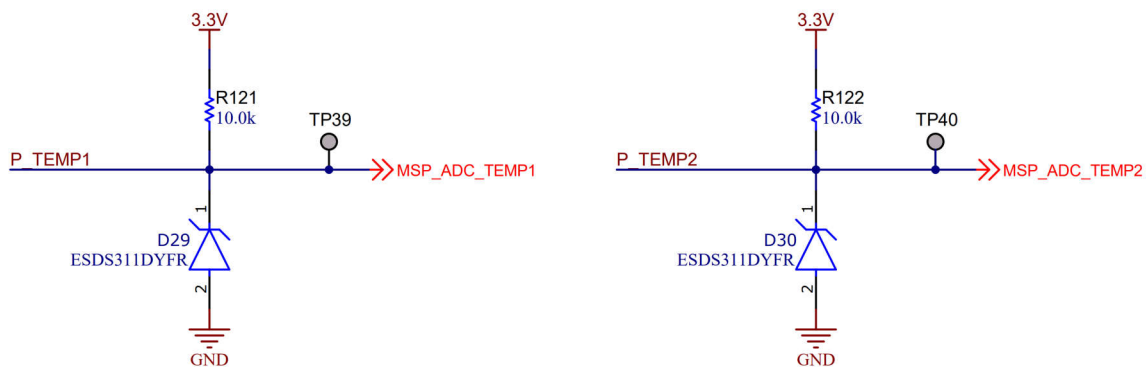 3.3V
R121
10.0k
TP39
P_TEMP1
MSP_ADC_TEMP1
1
D29
ESDS311DYFR
2
GND
3.3V
R122
10.0k
TP40
P_TEMP2
MSP_ADC_TEMP2
1
D30
ESDS311DYFR
2
GND